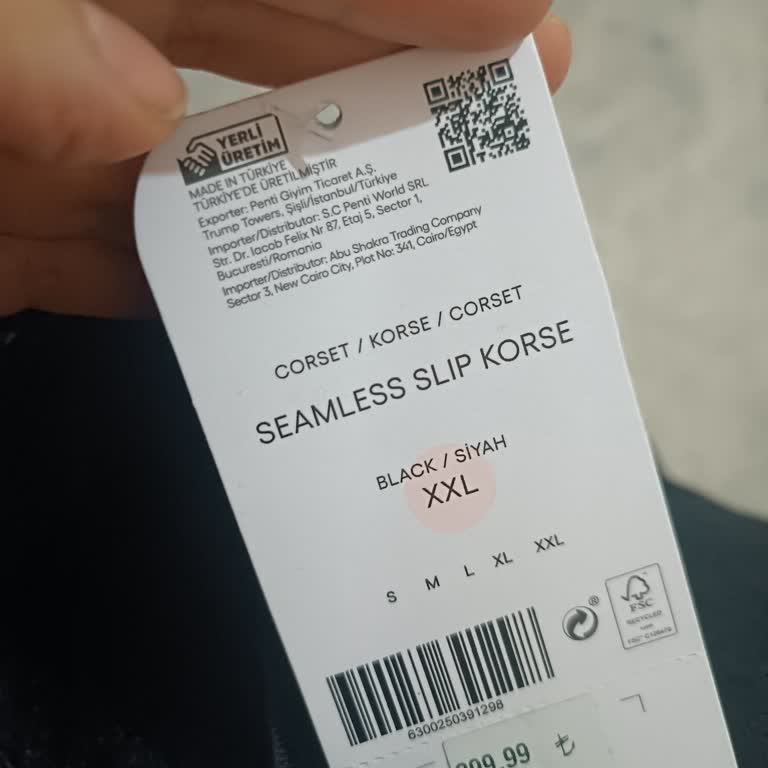 YERLİ
ÜRETİM
MADE IN TÜRKİYE
TÜRKİYE'DE ÜRETİLMİŞTİR
Exporter: Penti Giyim Ticaret A.Ş.
Trump Towers, Şişli/İstanbul/Türkiye
Importer/Distributor: S.C Penti World SRL
Str. Dr. Iacob Felix Nr 87, Etaj 5, Sector 1,
Bucuresti/Romania
Importer/Distributor: Abu Shakra Trading Company
Sector 3, New Cairo City, Plot No: 341, Cairo/Egypt
CORSET / KORSE / CORSET
SEAMLESS SLIP KORSE
BLACK / SİYAH
XXL
S M L XL XXL
®
FSC
RECYCLED
6300250391298
99.99 ₺